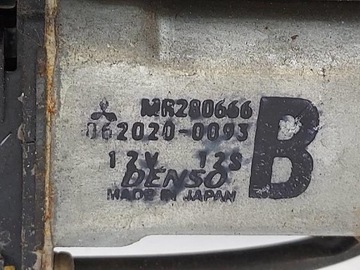 MR280666
062020-0093
12V 12S
DENSO
MADE IN JAPAN
B